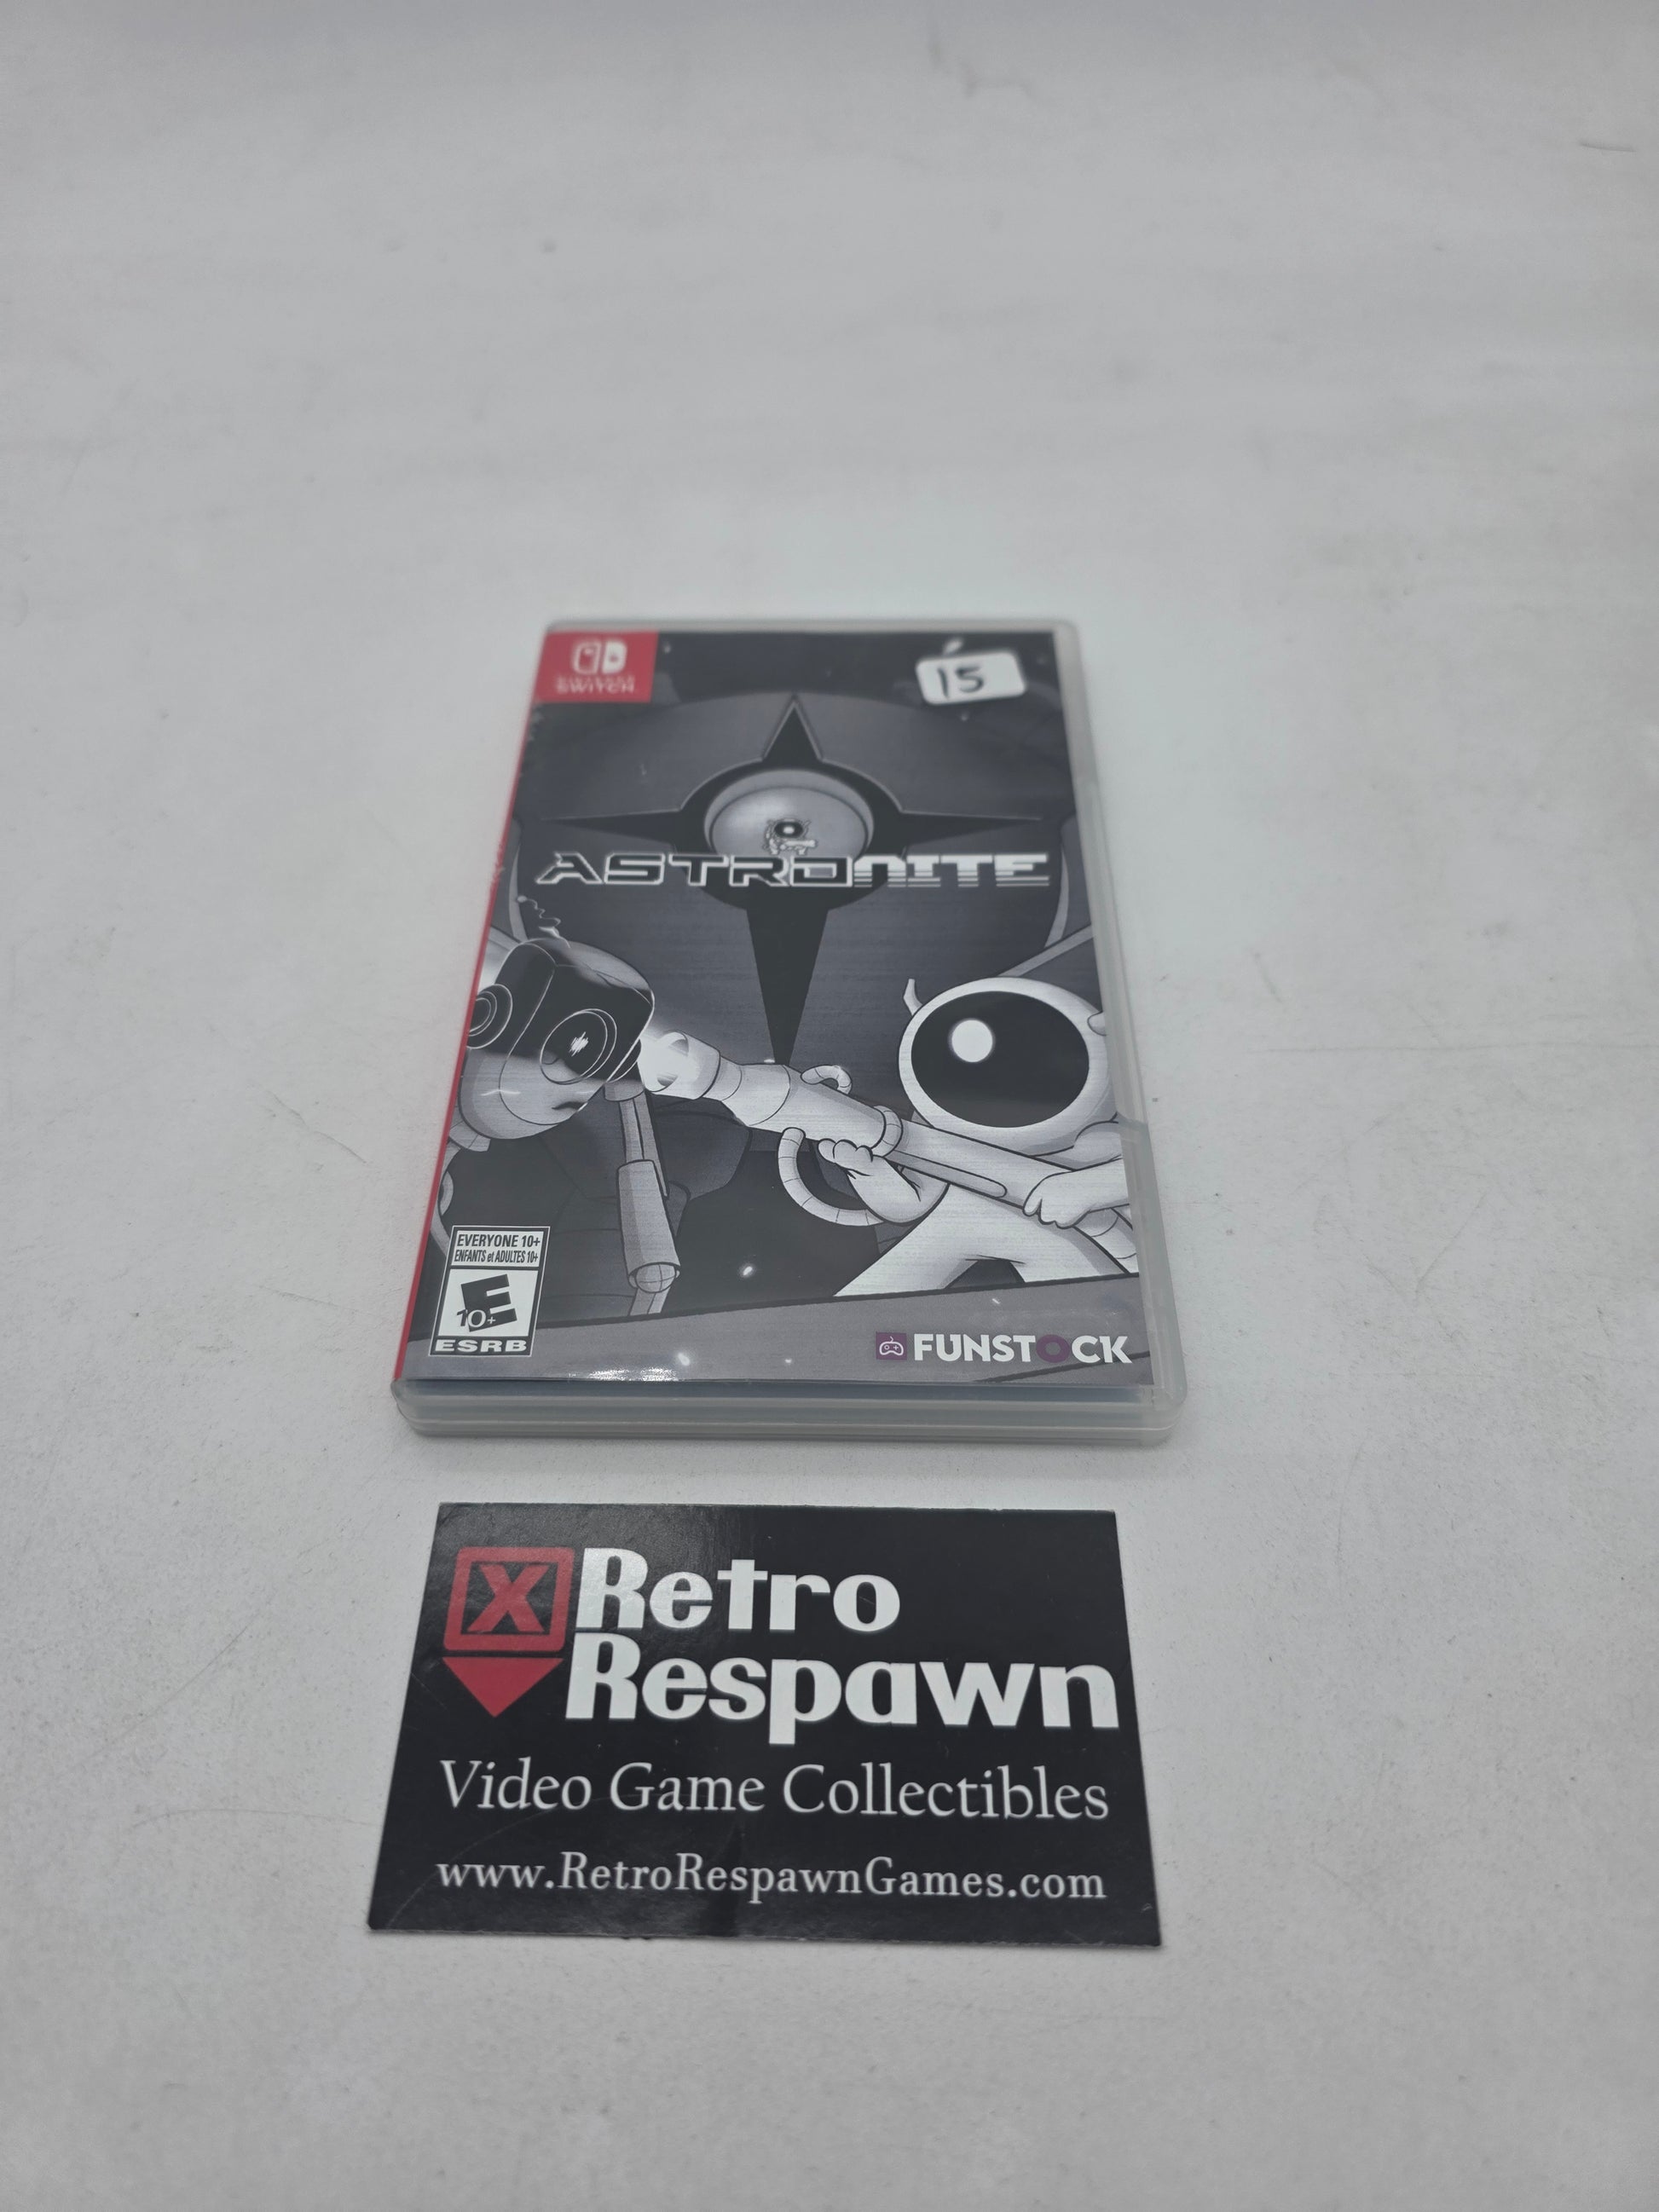 NINTENDO
SWITCH
15
ASTRONITE
EVERYONE 10+
ENFANTS et ADULTES 10+
E
10+
ESRB
FUNSTOCK
X
Retro
Respawn
Video Game Collectibles
www.RetroRespawnGames.com